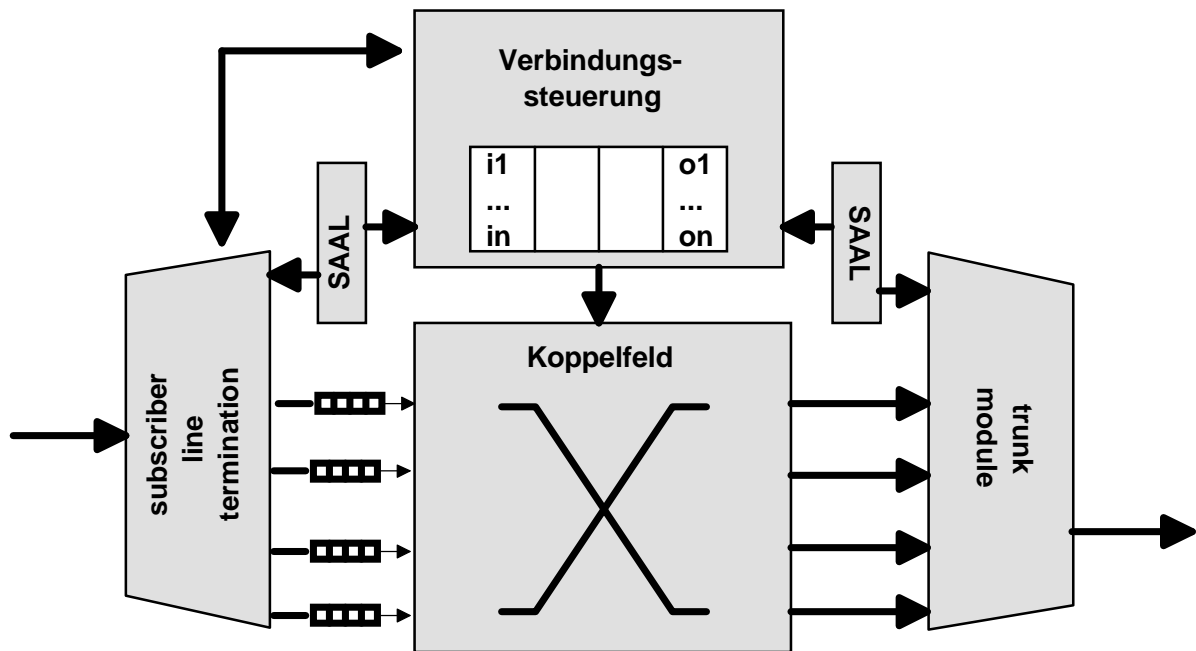 Verbindungs-
steuerung
i1
o1
...
...
in
on
SAAL
SAAL
Koppelfeld
subscriber
line
termination
trunk
module